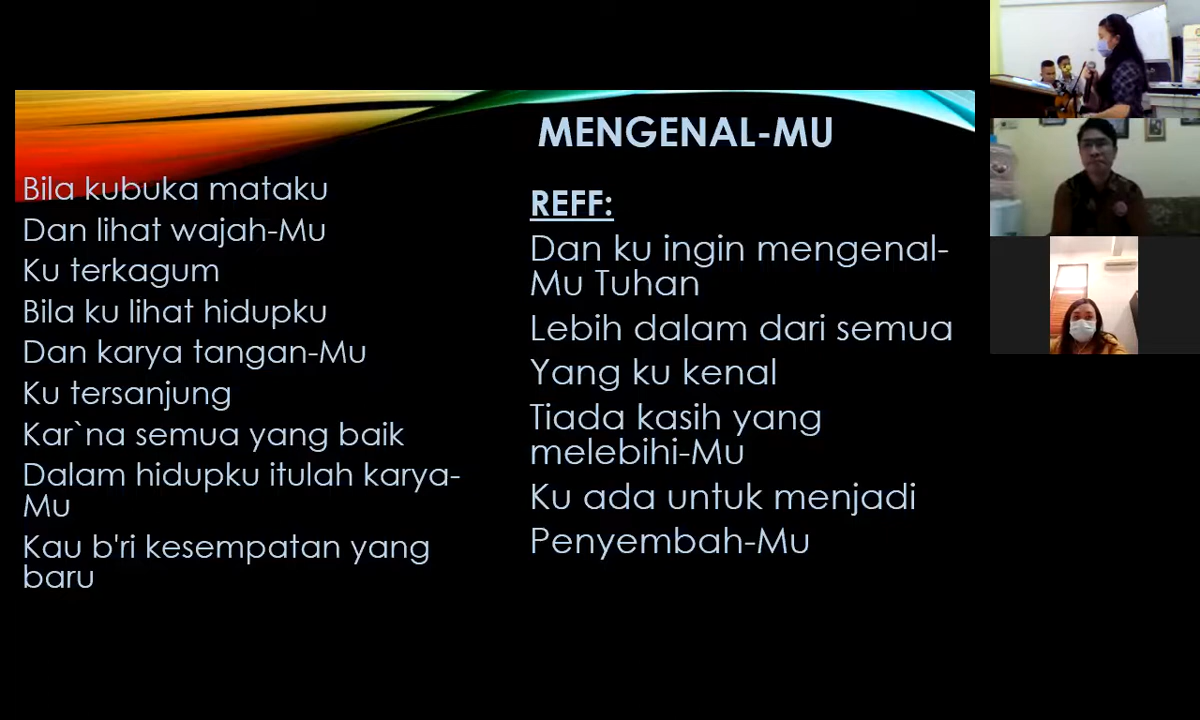 MENGENAL-MU
Bila kubuka mataku
Dan lihat wajah-Mu
Ku terkagum
Bila ku lihat hidupku
Dan karya tangan-Mu
Ku tersanjung
Kar`na semua yang baik
Dalam hidupku itulah karya-
Mu
Kau b'ri kesempatan yang
baru
REFF:
Dan ku ingin mengenal-
Mu Tuhan
Lebih dalam dari semua
Yang ku kenal
Tiada kasih yang
melebihi-Mu
Ku ada untuk menjadi
Penyembah-Mu